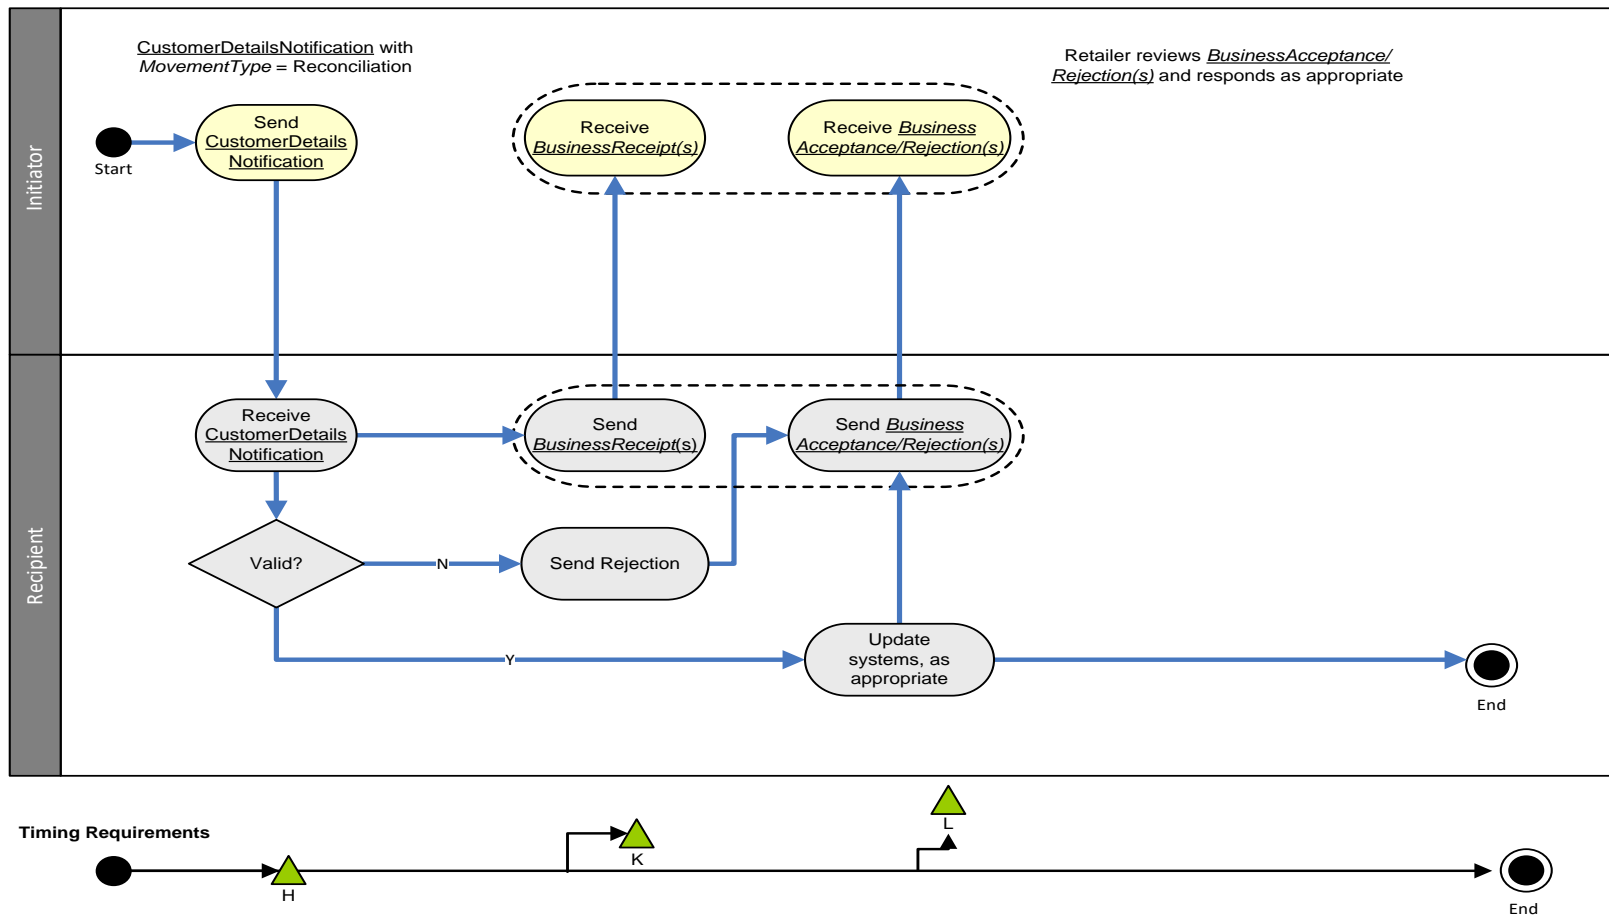 CustomerDetailsNotification with
MovementType = Reconciliation
Retailer reviews BusinessAcceptance/
Rejection(s) and responds as appropriate
Initiator
Start
Send
CustomerDetails
Notification
Receive
BusinessReceipt(s)
Receive Business
Acceptance/Rejection(s)
Recipient
Receive
CustomerDetails
Notification
Send
BusinessReceipt(s)
Send Business
Acceptance/Rejection(s)
Valid?
N
Send Rejection
Y
Update
systems, as
appropriate
End
Timing Requirements
H
K
L
End